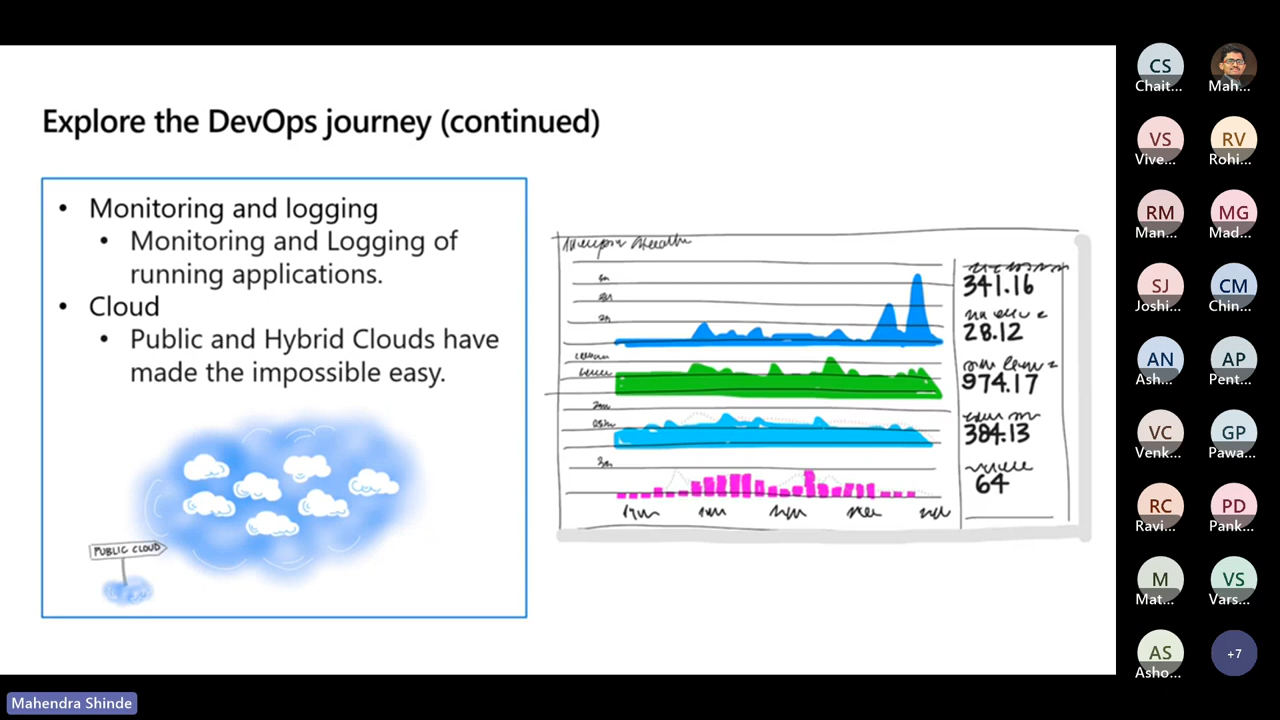 Explore the DevOps journey (continued)
• Monitoring and logging
• Monitoring and Logging of
running applications.
• Cloud
• Public and Hybrid Clouds have
made the impossible easy.
PUBLIC CLOUD
341.16
28.12
974.17
384.13
64
CS
Chait...
Mah...
VS
Vive...
RV
Rohi...
RM
Man...
MG
Mad...
SJ
Joshi...
CM
Chin...
AN
Ash...
AP
Pent...
VC
Venk...
GP
Pawa...
RC
Ravi...
PD
Pank...
M
Mat...
VS
Vars...
AS
Asho...
+7
Mahendra Shinde